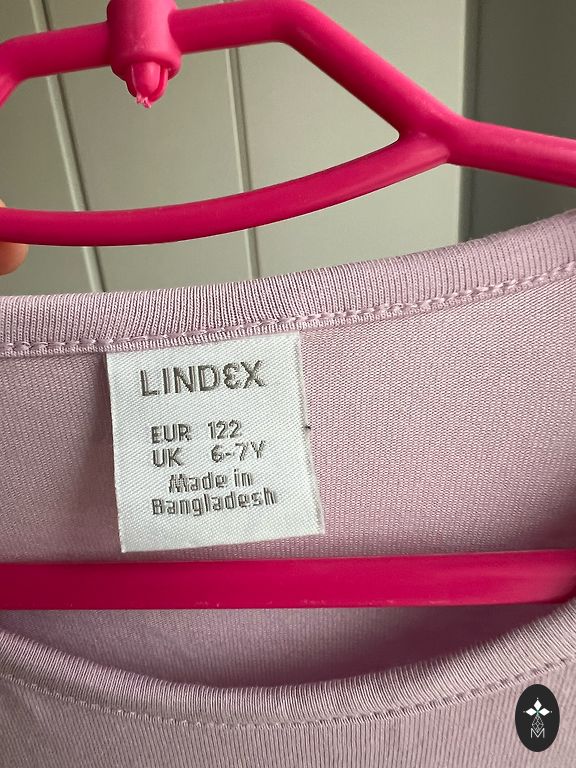 LINDEX
EUR 122
UK 6-7Y
Made in
Bangladesh